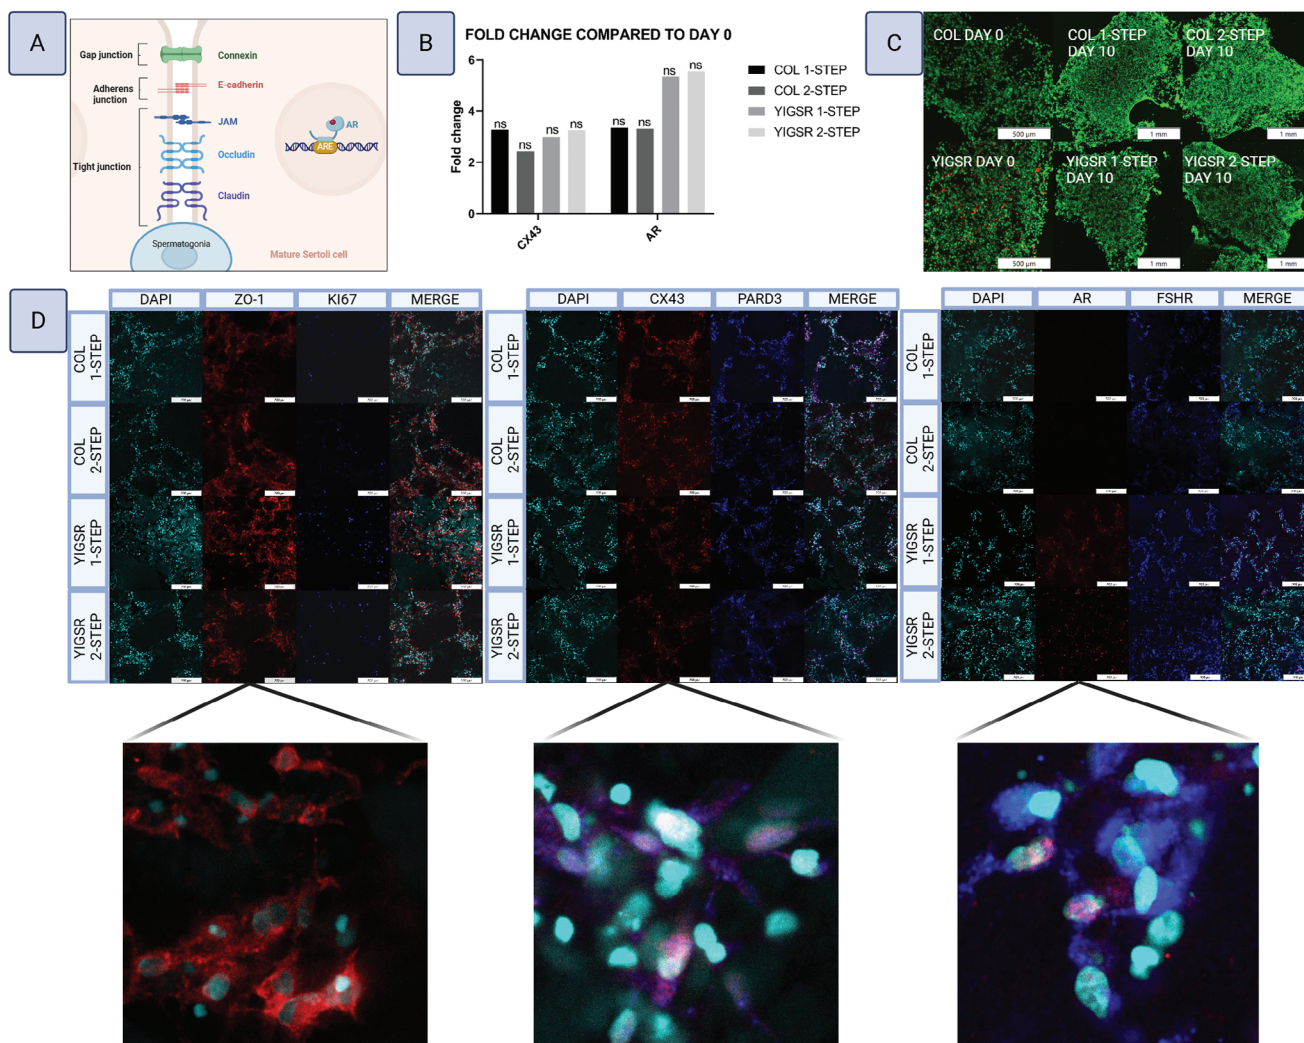 A
Gap junction
Connexin
Adherens
junction
E-cadherin
JAM
AR
ARE
Occludin
Tight junction
Claudin
Spermatogonia
Mature Sertoli cell
B
FOLD CHANGE COMPARED TO DAY 0
Fold change
6
4
2
0
ns
ns
ns
ns
ns
ns
ns
ns
CX43
AR
COL 1-STEP
COL 2-STEP
YIGSR 1-STEP
YIGSR 2-STEP
C
COL DAY 0
500 µm
COL 1-STEP
DAY 10
1 mm
COL 2-STEP
DAY 10
1 mm
YIGSR DAY 0
500 µm
YIGSR 1-STEP
DAY 10
1 mm
YIGSR 2-STEP
DAY 10
1 mm
D
DAPI ZO-1 KI67 MERGE
COL
1-STEP
COL
2-STEP
YIGSR
1-STEP
YIGSR
2-STEP
DAPI CX43 PARD3 MERGE
COL
1-STEP
COL
2-STEP
YIGSR
1-STEP
YIGSR
2-STEP
DAPI AR FSHR MERGE
COL
1-STEP
COL
2-STEP
YIGSR
1-STEP
YIGSR
2-STEP